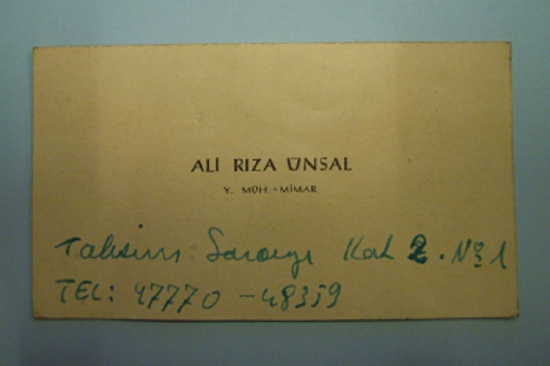 ALİ RIZA ÜNSAL
Y. MÜH.-MİMAR
Taksim Sarayı Kat 2. No 1
TEL: 47770 - 48359